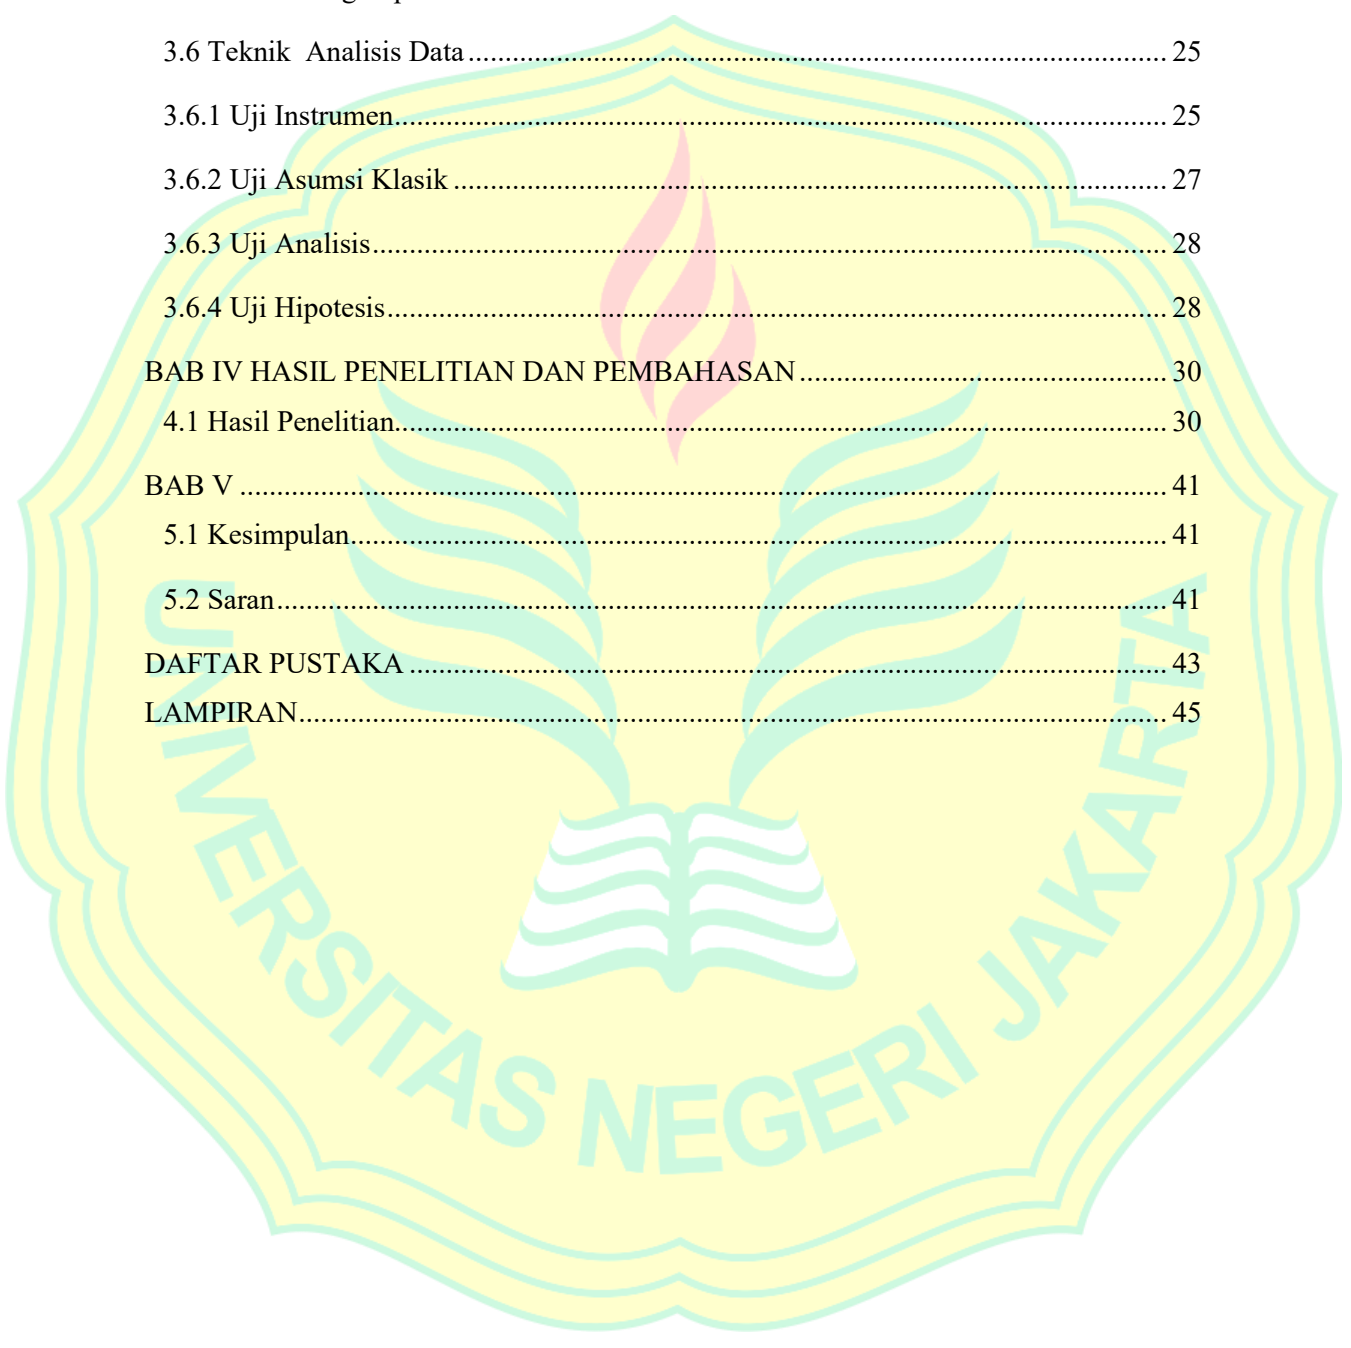 3.6 Teknik  Analisis Data ........................................................................................... 25
3.6.1 Uji Instrumen..................................................................................................... 25
3.6.2 Uji Asumsi Klasik ............................................................................................. 27
3.6.3 Uji Analisis........................................................................................................ 28
3.6.4 Uji Hipotesis...................................................................................................... 28
BAB IV HASIL PENELITIAN DAN PEMBAHASAN ................................................ 30
4.1 Hasil Penelitian..................................................................................................... 30
BAB V ......................................................................................................................... 41
5.1 Kesimpulan........................................................................................................... 41
5.2 Saran..................................................................................................................... 41
DAFTAR PUSTAKA ................................................................................................... 43
LAMPIRAN................................................................................................................. 45
UNIVERSITAS NEGERI JAKARTA